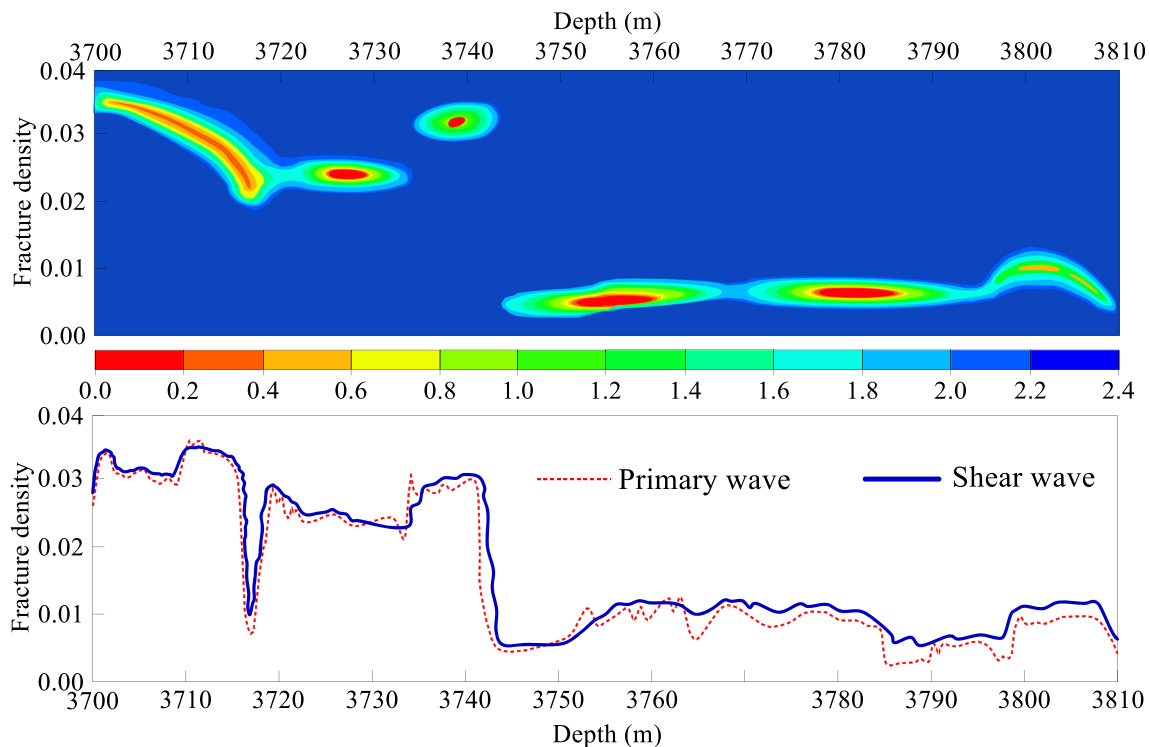 Depth (m)
3700 3710 3720 3730 3740 3750 3760 3770 3780 3790 3800 3810
0.04
0.03
0.02
0.01
0.00
Fracture density
0.0 0.2 0.4 0.6 0.8 1.0 1.2 1.4 1.6 1.8 2.0 2.2 2.4
0.04
0.03
0.02
0.01
0.00
Fracture density
Primary wave Shear wave
3700 3710 3720 3730 3740 3750 3760 3780 3790 3800 3810
Depth (m)